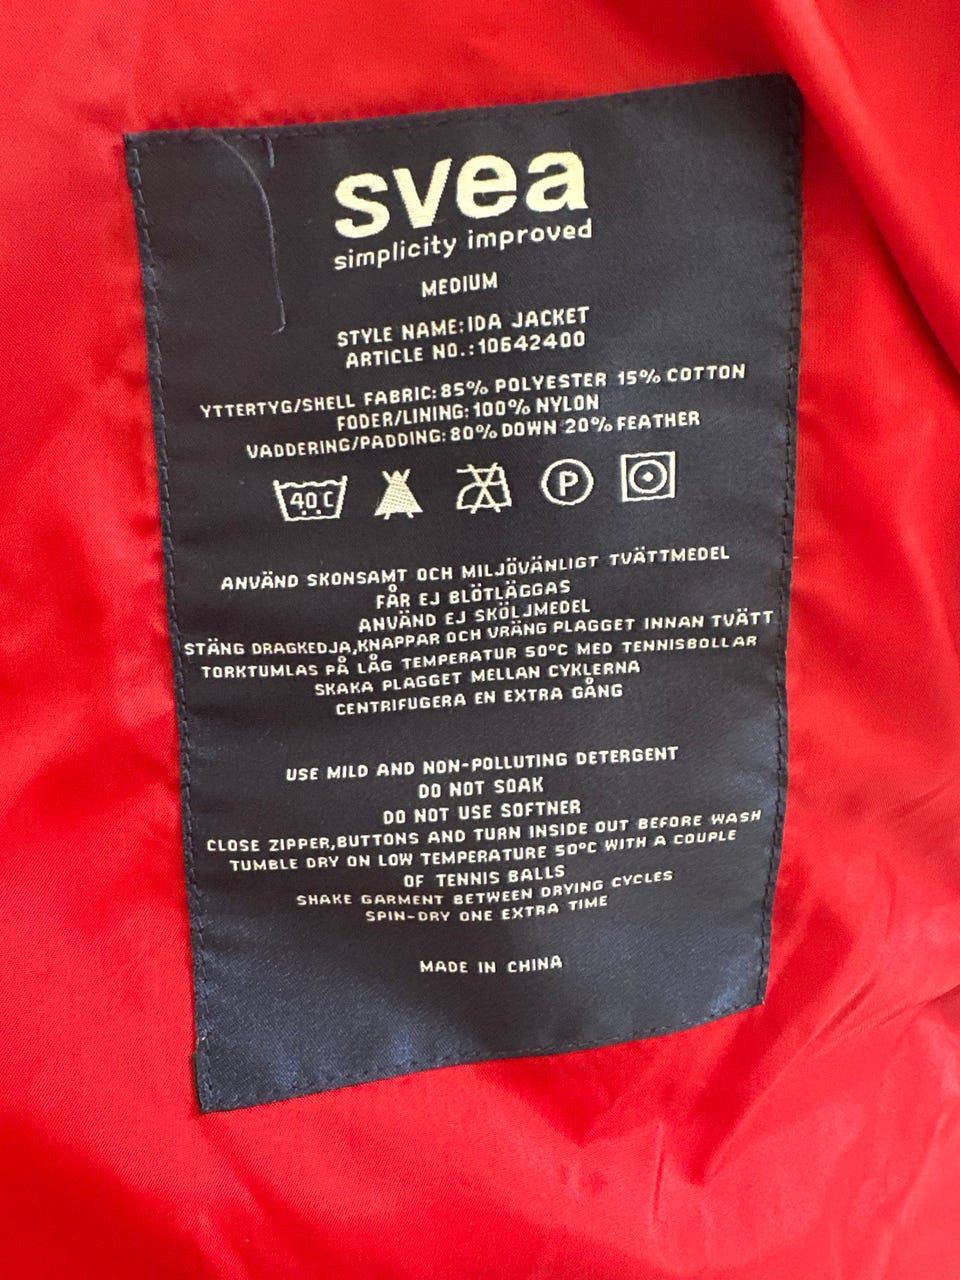 svea
simplicity improved
MEDIUM
STYLE NAME:IDA JACKET
ARTICLE NO.:10642400
YTTERTYG/SHELL FABRIC:85% POLYESTER 15% COTTON
FODER/LINING:100% NYLON
VADDERING/PADDING:80% DOWN 20% FEATHER
40 C P
ANVÄND SKONSAMT OCH MILJÖVÄNLIGT TVÄTTMEDEL
FÅR EJ BLÖTLÄGGAS
ANVÄND EJ SKÖLJMEDEL
STÄNG DRAGKEDJA,KNAPPAR OCH VRÄNG PLAGGET INNAN TVÄTT
TORKTUMLAS PÅ LÅG TEMPERATUR 50°C MED TENNISBOLLAR
SKAKA PLAGGET MELLAN CYKLERNA
CENTRIFUGERA EN EXTRA GÅNG
USE MILD AND NON-POLLUTING DETERGENT
DO NOT SOAK
DO NOT USE SOFTNER
CLOSE ZIPPER,BUTTONS AND TURN INSIDE OUT BEFORE WASH
TUMBLE DRY ON LOW TEMPERATURE 50°C WITH A COUPLE
OF TENNIS BALLS
SHAKE GARMENT BETWEEN DRYING CYCLES
SPIN-DRY ONE EXTRA TIME
MADE IN CHINA